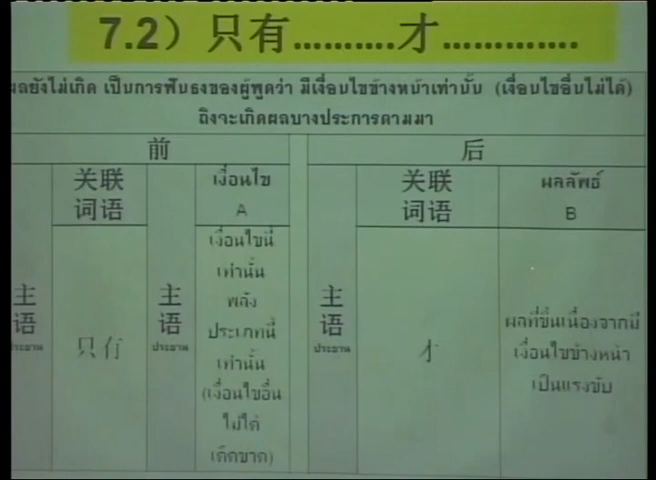 7.2）只有..........才.............
ผลยังไม่เกิด เป็นการฟันธงของผู้พูดว่า มีเงื่อนไขข้างหน้าเท่านั้น (เงื่อนไขอื่นไม่ได้)
ถึงจะเกิดผลบางประการตามมา
前
后
关联
词语
เงื่อนไข
A
关联
词语
ผลลัพธ์
B
主
语
ประธาน
只有
主
语
ประธาน
เงื่อนไขนี้
เท่านั้น
พลัง
ประเภทนี้
เท่านั้น
(เงื่อนไขอื่น
ไม่ได้
เด็ดขาด)
主
语
ประธาน
才
ผลที่ขึ้นเนื่องจากมี
เงื่อนไขข้างหน้า
เป็นแรงขับ